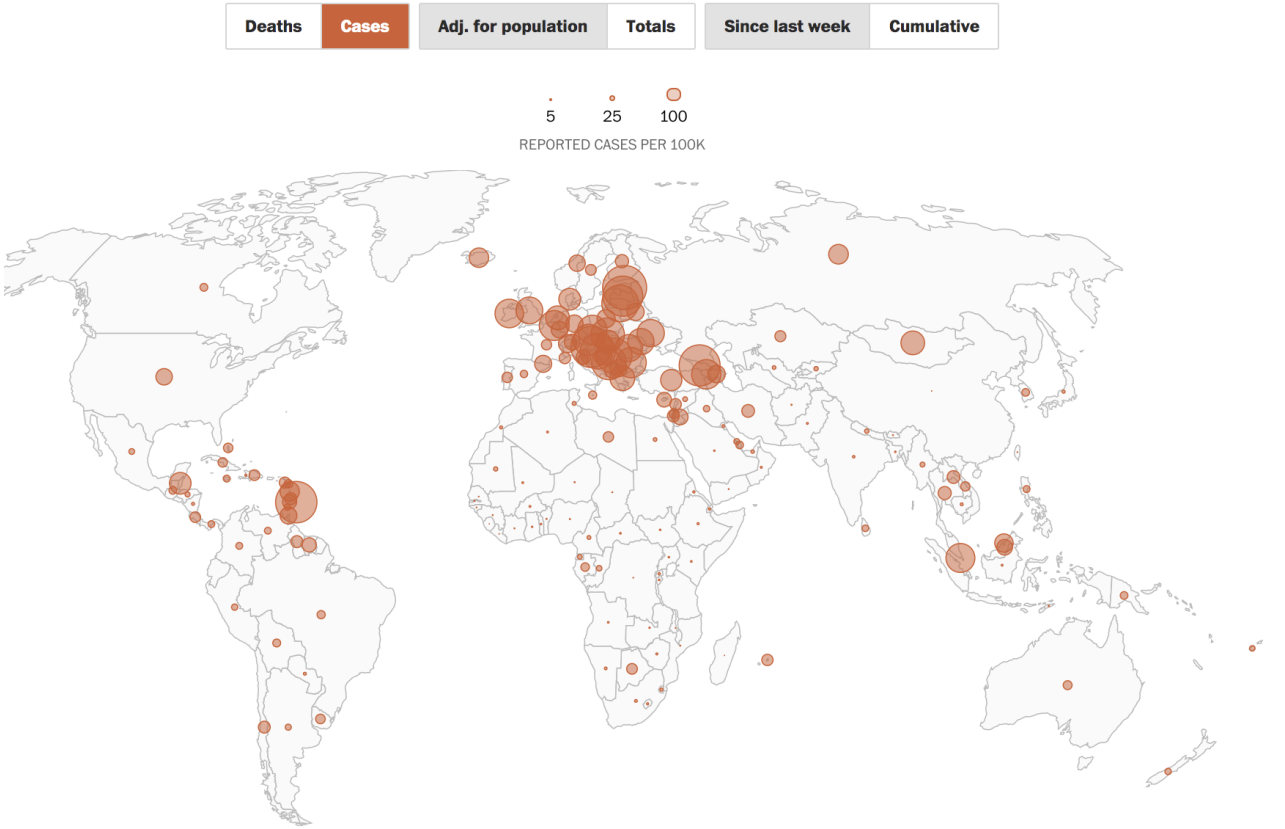 Deaths Cases Adj. for population Totals Since last week Cumulative
5 25 100
REPORTED CASES PER 100K